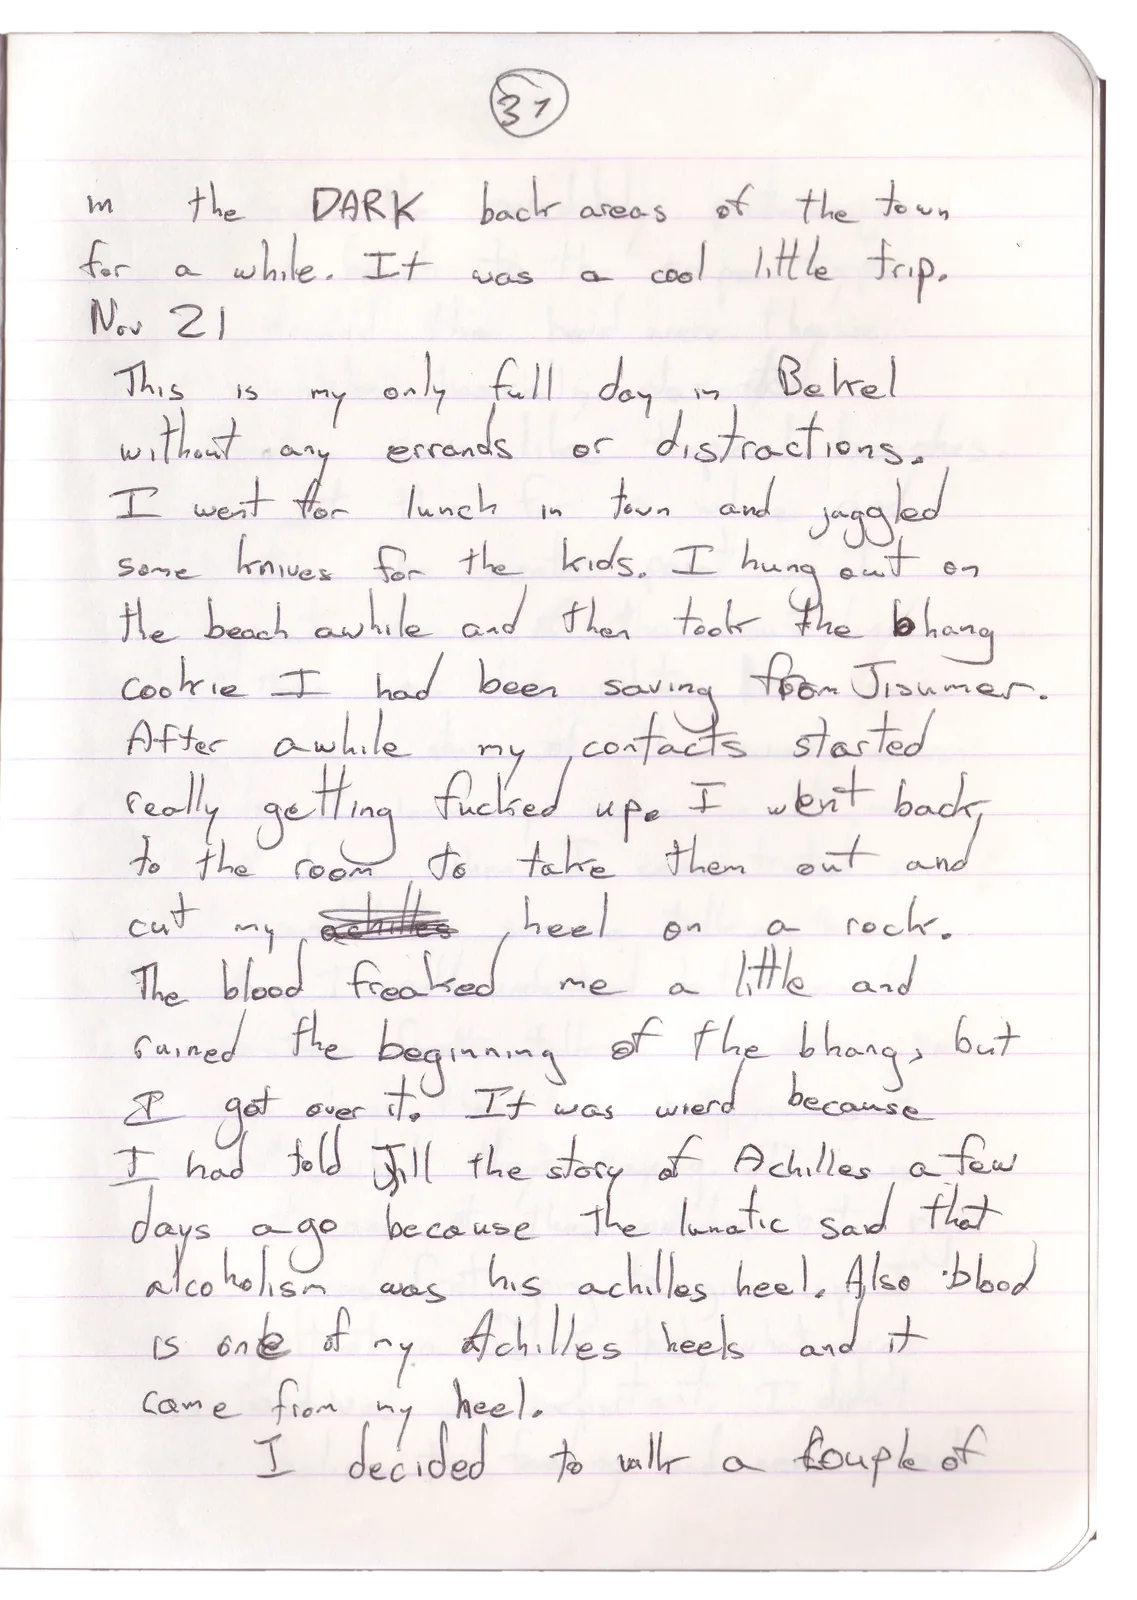 31
in the DARK back areas of the town
for a while. It was a cool little trip.
Nov 21
This is my only full day in Bekel
without any errands or distractions.
I went for lunch in town and juggled
some knives for the kids. I hung out on
the beach awhile and then took the bhang
cookie I had been saving from Jisumer.
After awhile my contacts started
really getting fucked up. I went back
to the room to take them out and
cut my achilles heel on a rock.
The blood freaked me a little and
ruined the beginning of the bhang, but
I got over it. It was wierd because
I had told Jill the story of Achilles a few
days ago because the lunatic said that
alcoholism was his achilles heel. Also blood
is one of my Achilles heels and it
came from my heel.
I decided to walk a couple of